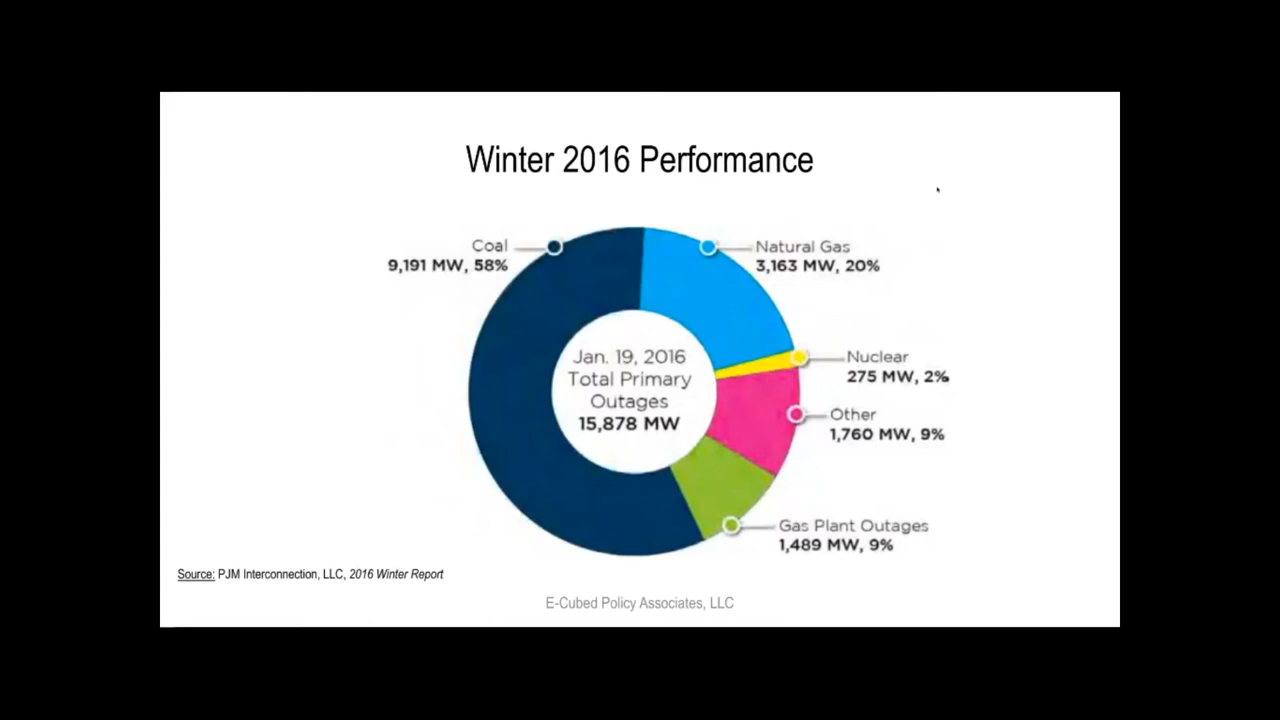 Winter 2016 Performance
Coal
9,191 MW, 58%
Natural Gas
3,163 MW, 20%
Jan. 19, 2016
Total Primary
Outages
15,878 MW
Nuclear
275 MW, 2%
Other
1,760 MW, 9%
Gas Plant Outages
1,489 MW, 9%
Source: PJM Interconnection, LLC, 2016 Winter Report
E-Cubed Policy Associates, LLC